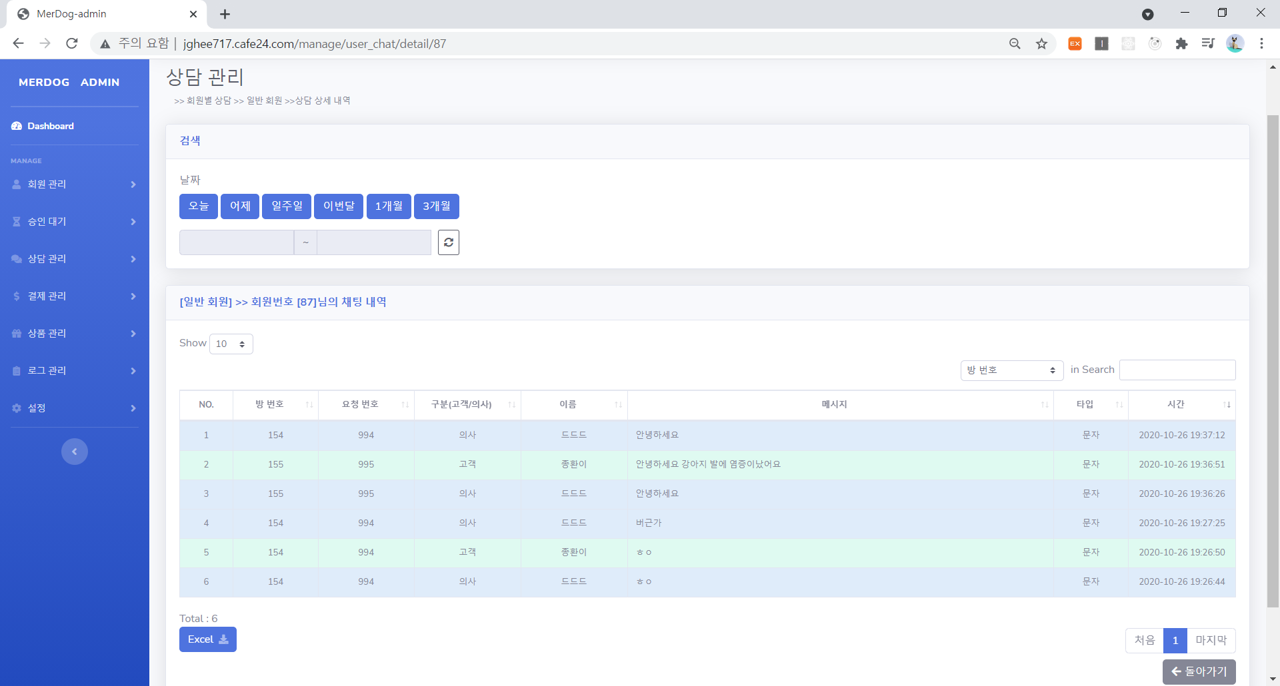 MerDog-admin
주의 요함 | jghee717.cafe24.com/manage/user_chat/detail/87
EX
MERDOG ADMIN
Dashboard
MANAGE
회원 관리
승인 대기
상담 관리
결제 관리
상품 관리
로그 관리
설정
상담 관리
>> 회원별 상담 >> 일반 회원 >>상담 상세 내역
검색
날짜
오늘 어제 일주일 이번달 1개월 3개월
~
[일반 회원] >> 회원번호 [87]님의 채팅 내역
Show 10
방 번호 in Search
NO. 방 번호 요청 번호 구분(고객/의사) 이름 메시지 타입 시간
1 154 994 의사 드드드 안녕하세요 문자 2020-10-26 19:37:12
2 155 995 고객 종환이 안녕하세요 강아지 발에 염증이났어요 문자 2020-10-26 19:36:51
3 155 995 의사 드드드 안녕하세요 문자 2020-10-26 19:36:26
4 154 994 의사 드드드 버근가 문자 2020-10-26 19:27:25
5 154 994 고객 종환이 ㅎㅇ 문자 2020-10-26 19:26:50
6 154 994 의사 드드드 ㅎㅇ 문자 2020-10-26 19:26:44
Total : 6
Excel
처음 1 마지막
돌아가기